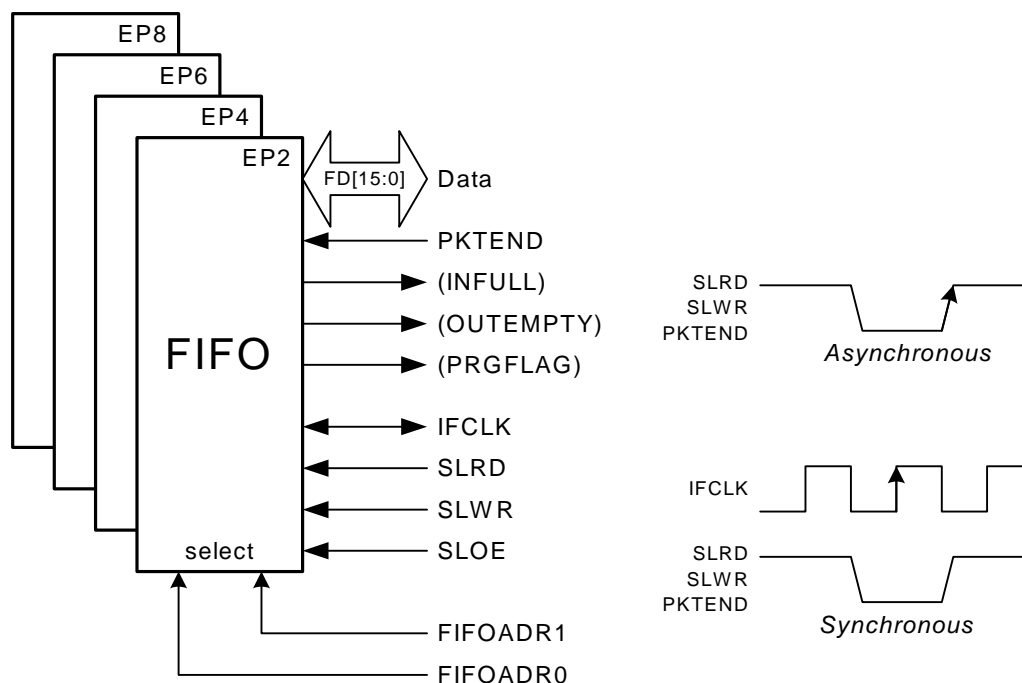 EP8
EP6
EP4
EP2
FD[15:0]
Data
PKTEND
(INFULL)
(OUTEMPTY)
(PRGFLAG)
FIFO
IFCLK
SLRD
SLWR
SLOE
select
FIFOADR1
FIFOADR0
SLRD
SLWR
PKTEND
Asynchronous
IFCLK
SLRD
SLWR
PKTEND
Synchronous